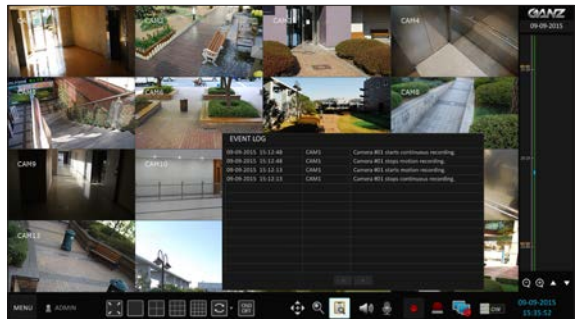 GANZ
09-09-2015
CAM1
CAM2
CAM3
CAM4
CAM5
CAM6
CAM8
CAM9
CAM10
CAM13
EVENT LOG
09-09-2015 15:12:48 CAM1 Camera #01 starts continuous recording.
09-09-2015 15:12:48 CAM1 Camera #01 stops motion recording.
09-09-2015 15:12:13 CAM1 Camera #01 starts motion recording.
09-09-2015 15:12:13 CAM1 Camera #01 stops continuous recording.
MENU
ADMIN
OSD
OFF
09-09-2015
15:35:52